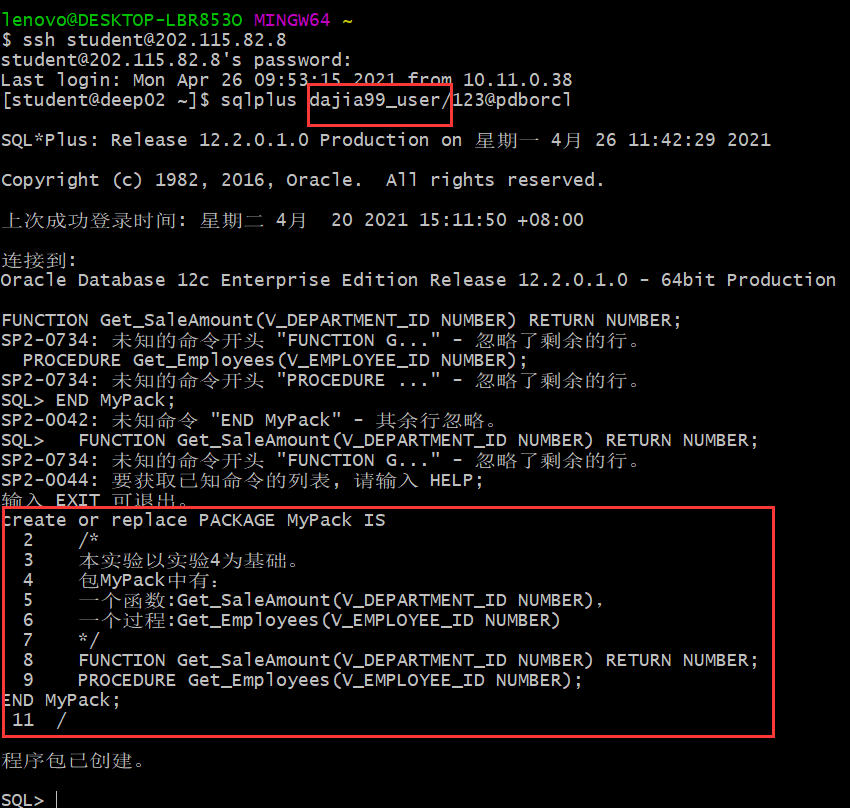 lenovo@DESKTOP-LBR853O MINGW64 ~
$ ssh student@202.115.82.8
student@202.115.82.8's password:
Last login: Mon Apr 26 09:53:15 2021 from 10.11.0.38
[student@deep02 ~]$ sqlplus dajia99_user/123@pdborcl
SQL*Plus: Release 12.2.0.1.0 Production on 星期一 4月 26 11:42:29 2021
Copyright (c) 1982, 2016, Oracle.  All rights reserved.
上次成功登录时间: 星期二 4月  20 2021 15:11:50 +08:00
连接到:
Oracle Database 12c Enterprise Edition Release 12.2.0.1.0 - 64bit Production
FUNCTION Get_SaleAmount(V_DEPARTMENT_ID NUMBER) RETURN NUMBER;
SP2-0734: 未知的命令开头 "FUNCTION G..." - 忽略了剩余的行。
  PROCEDURE Get_Employees(V_EMPLOYEE_ID NUMBER);
SP2-0734: 未知的命令开头 "PROCEDURE ..." - 忽略了剩余的行。
SQL> END MyPack;
SP2-0042: 未知命令 "END MyPack" - 其余行忽略。
SQL>   FUNCTION Get_SaleAmount(V_DEPARTMENT_ID NUMBER) RETURN NUMBER;
SP2-0734: 未知的命令开头 "FUNCTION G..." - 忽略了剩余的行。
SP2-0044: 要获取已知命令的列表, 请输入 HELP;
输入 EXIT 可退出。
create or replace PACKAGE MyPack IS
  2    /*
  3    本实验以实验4为基础。
  4    包MyPack中有:
  5    一个函数:Get_SaleAmount(V_DEPARTMENT_ID NUMBER),
  6    一个过程:Get_Employees(V_EMPLOYEE_ID NUMBER)
  7    */
  8    FUNCTION Get_SaleAmount(V_DEPARTMENT_ID NUMBER) RETURN NUMBER;
  9    PROCEDURE Get_Employees(V_EMPLOYEE_ID NUMBER);
END MyPack;
 11  /
程序包已创建。
SQL>